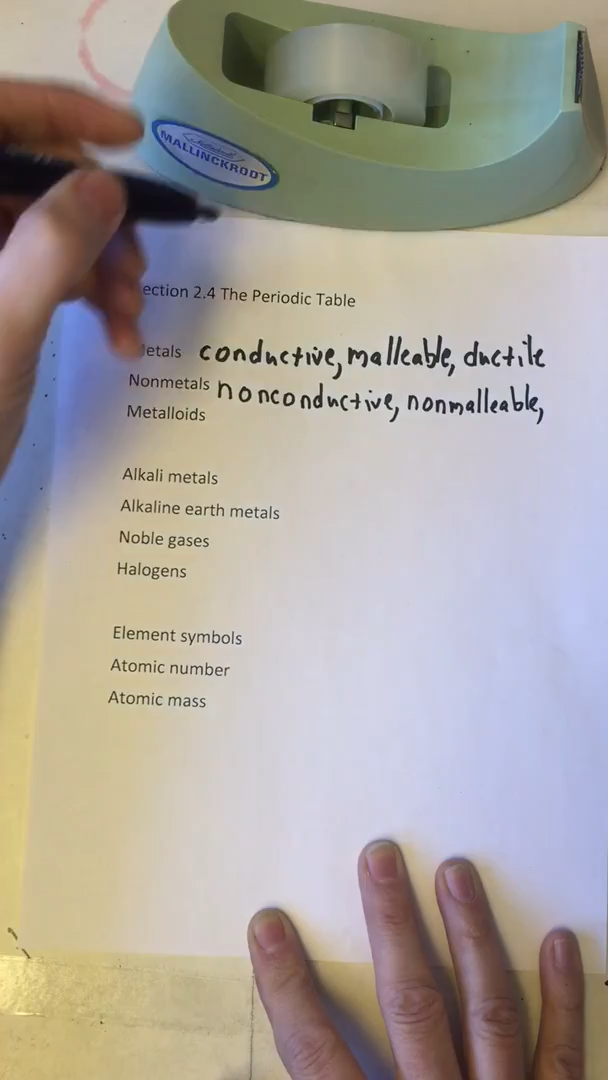 MALLINCKRODT
ection 2.4 The Periodic Table
etals conductive, malleable, ductile
Nonmetals nonconductive, nonmalleable,
Metalloids
Alkali metals
Alkaline earth metals
Noble gases
Halogens
Element symbols
Atomic number
Atomic mass